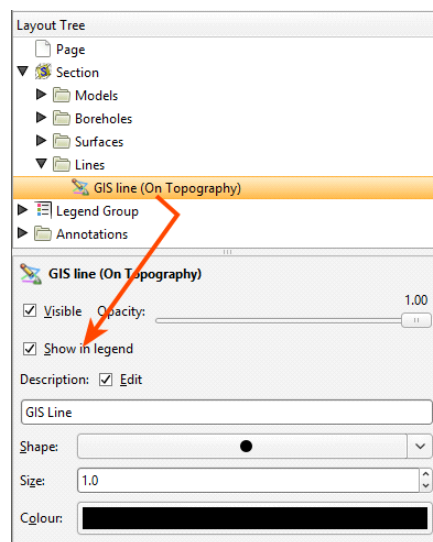 Layout Tree
Page
Section
Models
Boreholes
Surfaces
Lines
GIS line (On Topography)
Legend Group
Annotations
GIS line (On Topography)
Visible Opacity: 1.00
Show in legend
Description: Edit
GIS Line
Shape:
Size: 1.0
Colour: